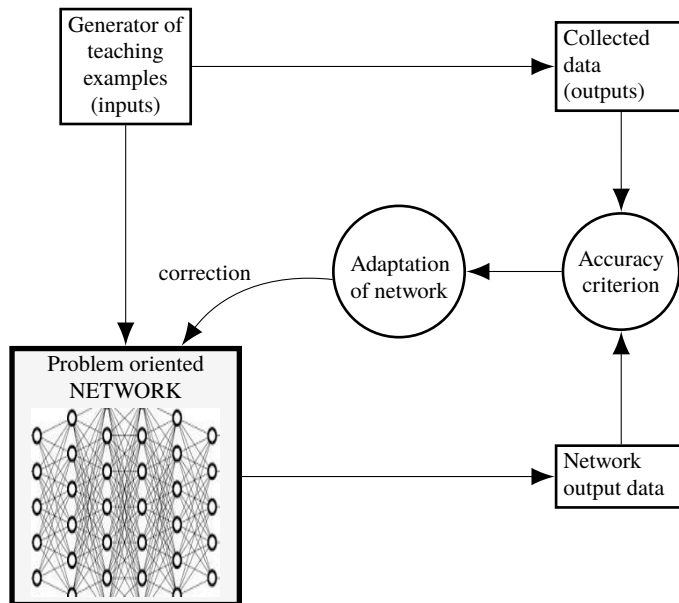 Generator of
teaching
examples
(inputs)
Collected
data
(outputs)
correction
Adaptation
of network
Accuracy
criterion
Problem oriented
NETWORK
Network
output data